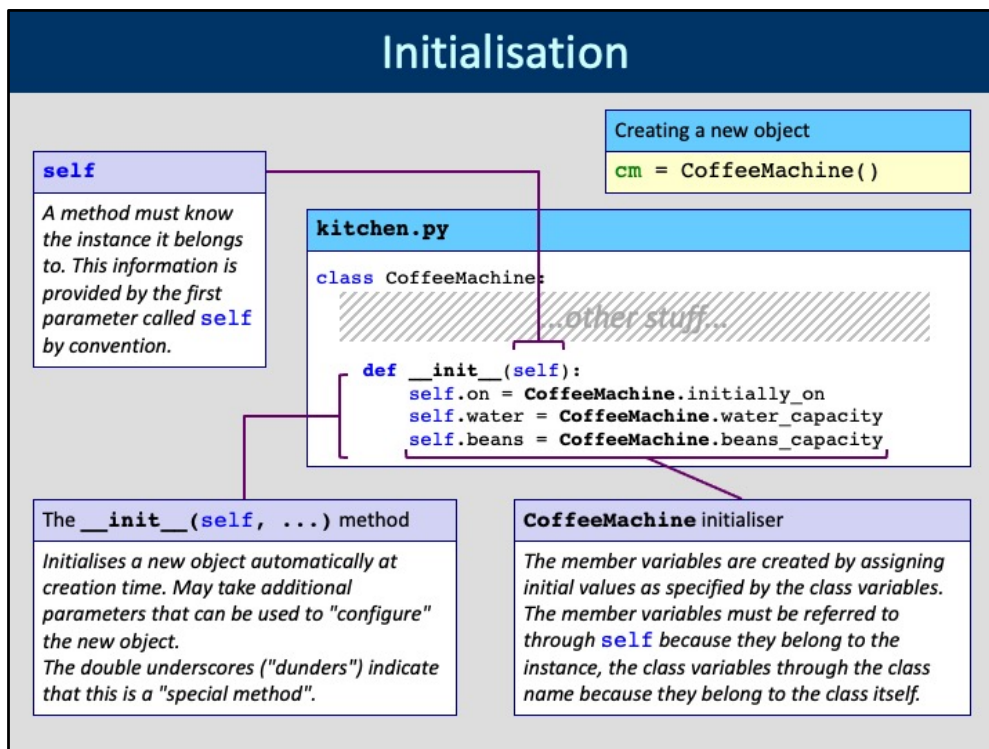 Initialisation
Creating a new object
cm = CoffeeMachine()
self
A method must know
the instance it belongs
to. This information is
provided by the first
parameter called self
by convention.
kitchen.py
class CoffeeMachine:
...other stuff...
def __init__(self):
self.on = CoffeeMachine.initially_on
self.water = CoffeeMachine.water_capacity
self.beans = CoffeeMachine.beans_capacity
The __init__(self, ...) method
Initialises a new object automatically at
creation time. May take additional
parameters that can be used to "configure"
the new object.
The double underscores ("dunders") indicate
that this is a "special method".
CoffeeMachine initialiser
The member variables are created by assigning
initial values as specified by the class variables.
The member variables must be referred to
through self because they belong to the
instance, the class variables through the class
name because they belong to the class itself.